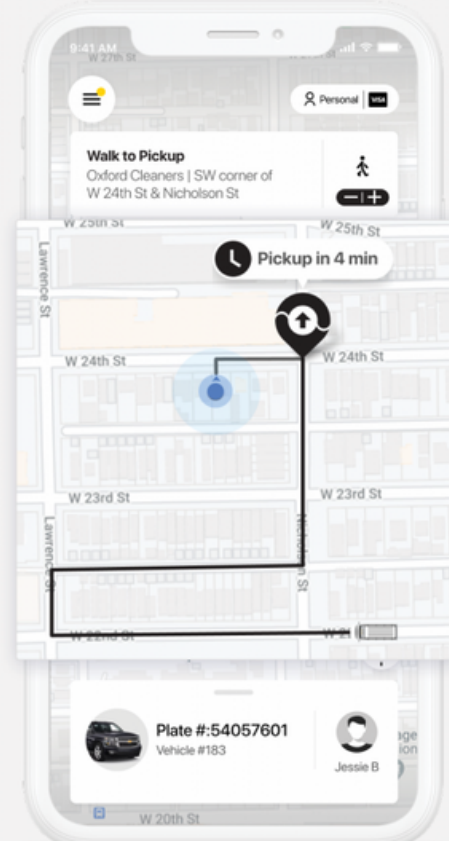 9:41 AM
W 27th St
Personal
VISA
Walk to Pickup
Oxford Cleaners | SW corner of
W 24th St & Nicholson St
W 25th St
W 25th St
Lawrence St
Pickup in 4 min
W 24th St
W 24th St
W 23rd St
W 23rd St
Lawrence St
W 22nd St
Plate #:54057601
Vehicle #183
Jessie B
W 20th St